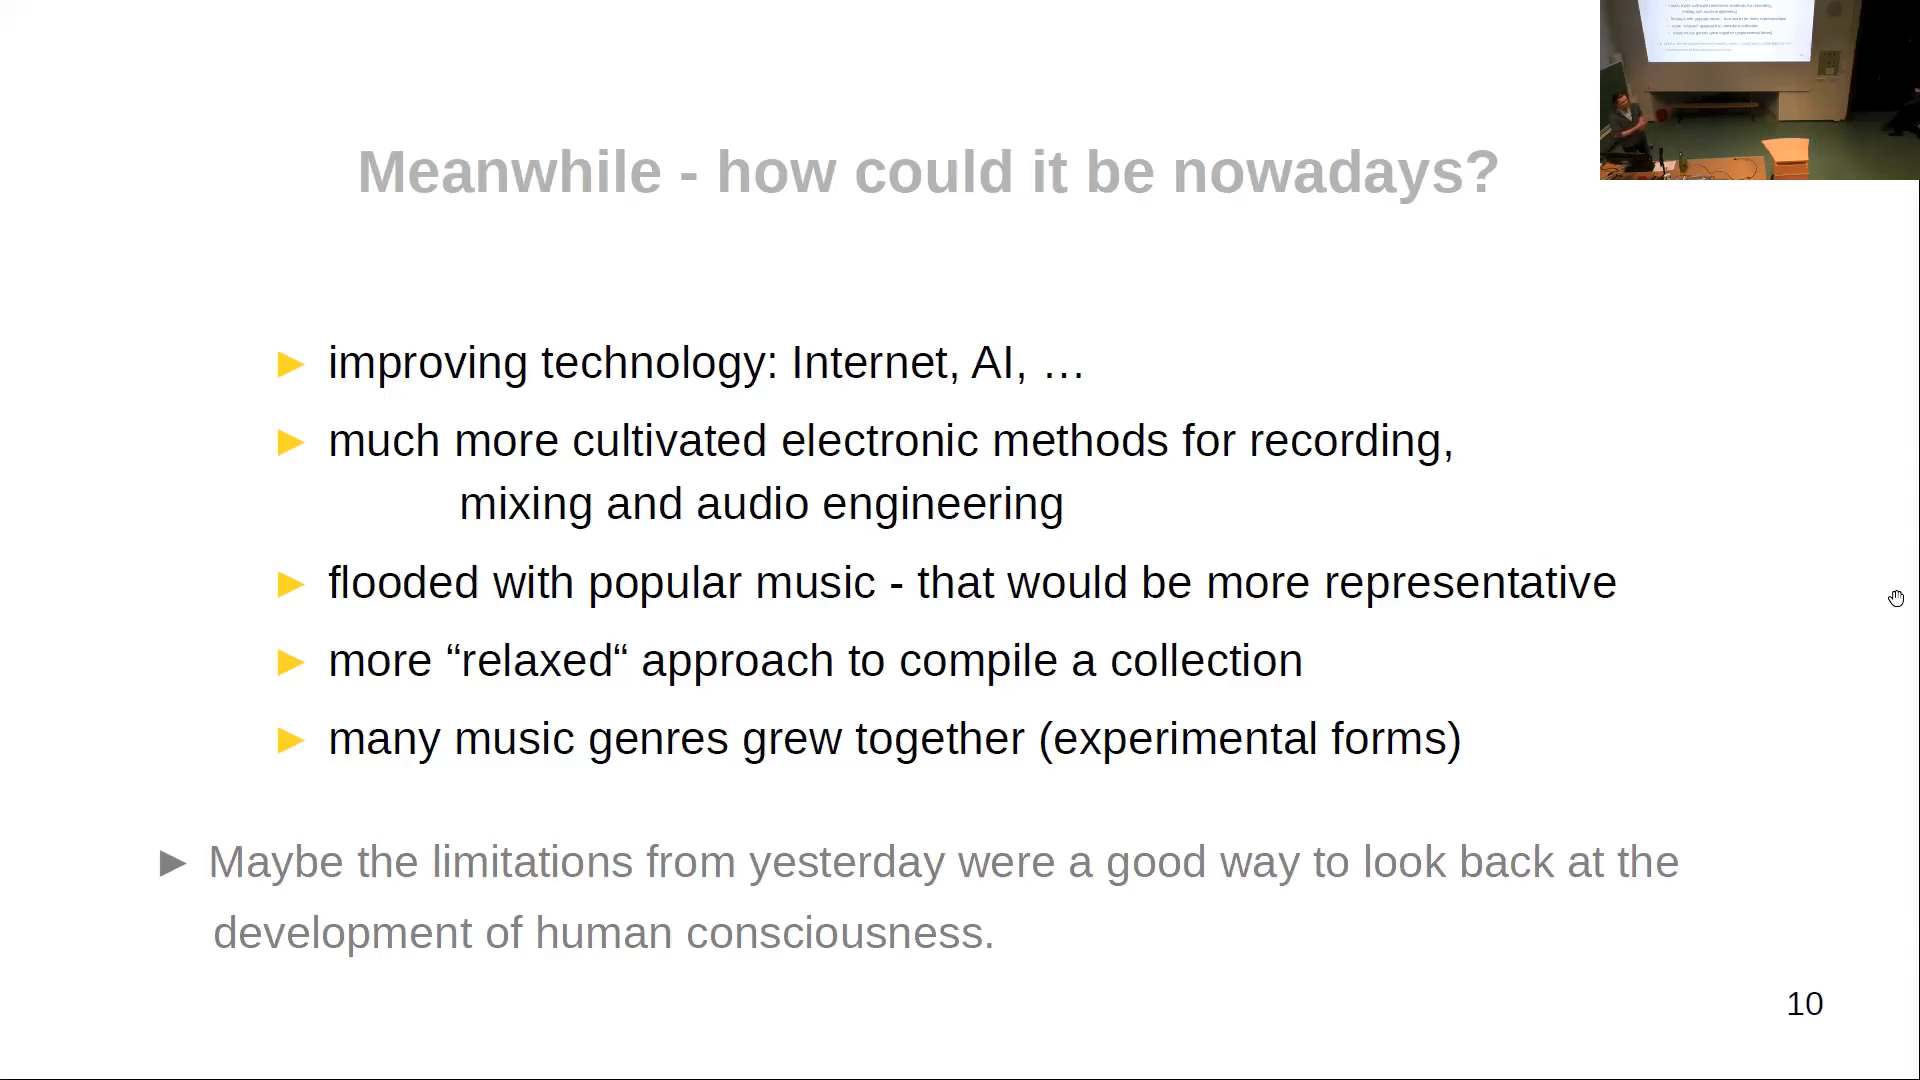 Meanwhile - how could it be nowadays?
► improving technology: Internet, AI, …
► much more cultivated electronic methods for recording,
mixing and audio engineering
► flooded with popular music - that would be more representative
► more “relaxed“ approach to compile a collection
► many music genres grew together (experimental forms)
► Maybe the limitations from yesterday were a good way to look back at the
development of human consciousness.
10